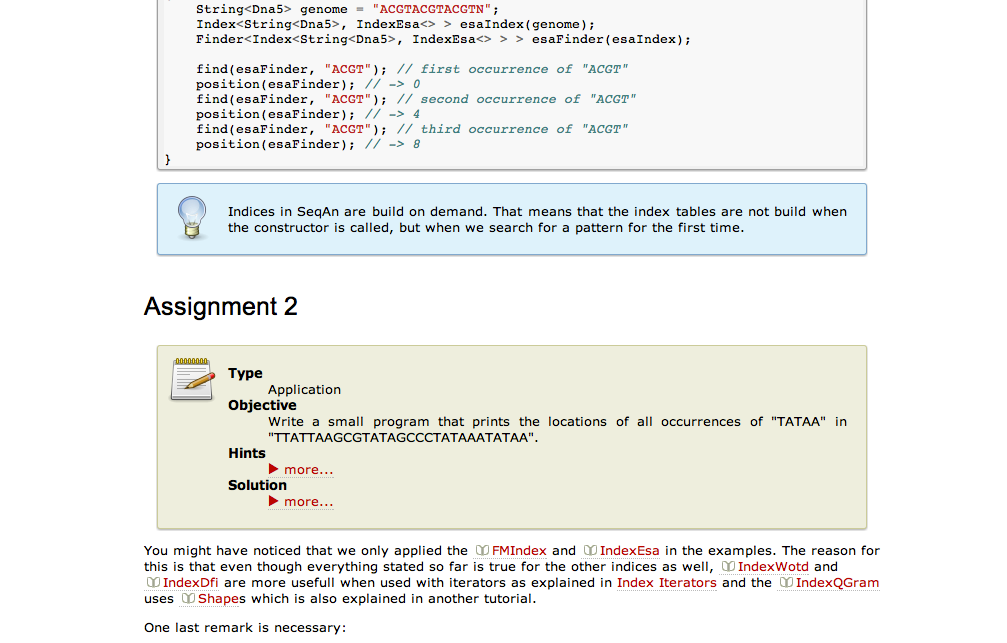 String<Dna5> genome = "ACGTACGTACGTN";
Index<String<Dna5>, IndexEsa<> > esaIndex(genome);
Finder<Index<String<Dna5>, IndexEsa<> > > esaFinder(esaIndex);
find(esaFinder, "ACGT"); // first occurrence of "ACGT"
position(esaFinder); // -> 0
find(esaFinder, "ACGT"); // second occurrence of "ACGT"
position(esaFinder); // -> 4
find(esaFinder, "ACGT"); // third occurrence of "ACGT"
position(esaFinder); // -> 8
}
Indices in SeqAn are build on demand. That means that the index tables are not build when
the constructor is called, but when we search for a pattern for the first time.
Assignment 2
Type
Application
Objective
Write a small program that prints the locations of all occurrences of "TATAA" in
"TTATTAAGCGTATAGCCCTATAAATATAA".
Hints
more...
Solution
more...
You might have noticed that we only applied the FMIndex and IndexEsa in the examples. The reason for
this is that even though everything stated so far is true for the other indices as well, IndexWotd and
IndexDfi are more usefull when used with iterators as explained in Index Iterators and the IndexQGram
uses Shapes which is also explained in another tutorial.
One last remark is necessary: